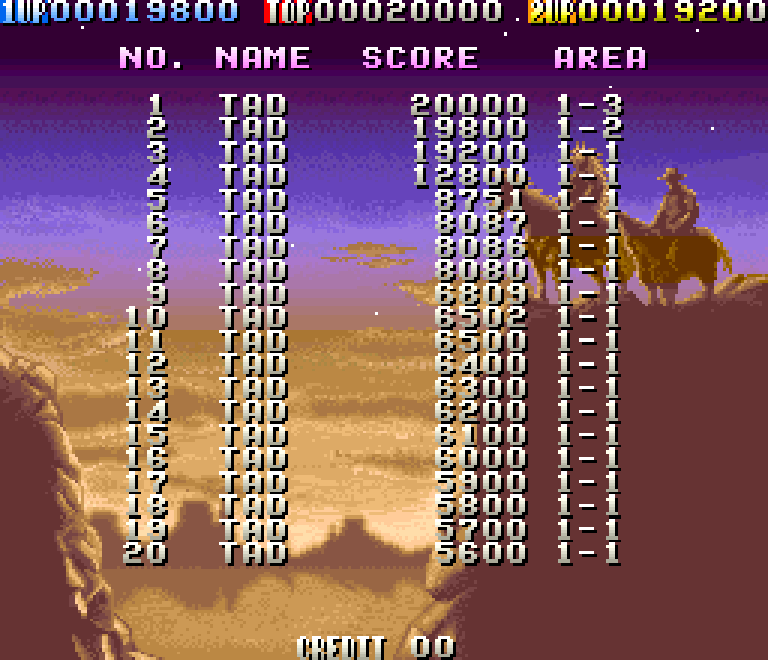 1UP00019800 TOP00020000 2UP00019200
NO. NAME SCORE AREA
1 TAD 20000 1-3
2 TAD 19800 1-2
3 TAD 19200 1-1
4 TAD 12800 1-1
5 TAD 8751 1-1
6 TAD 8087 1-1
7 TAD 8086 1-1
8 TAD 8080 1-1
9 TAD 6809 1-1
10 TAD 6502 1-1
11 TAD 6500 1-1
12 TAD 6400 1-1
13 TAD 6300 1-1
14 TAD 6200 1-1
15 TAD 6100 1-1
16 TAD 6000 1-1
17 TAD 5900 1-1
18 TAD 5800 1-1
19 TAD 5700 1-1
20 TAD 5600 1-1
CREDIT 00